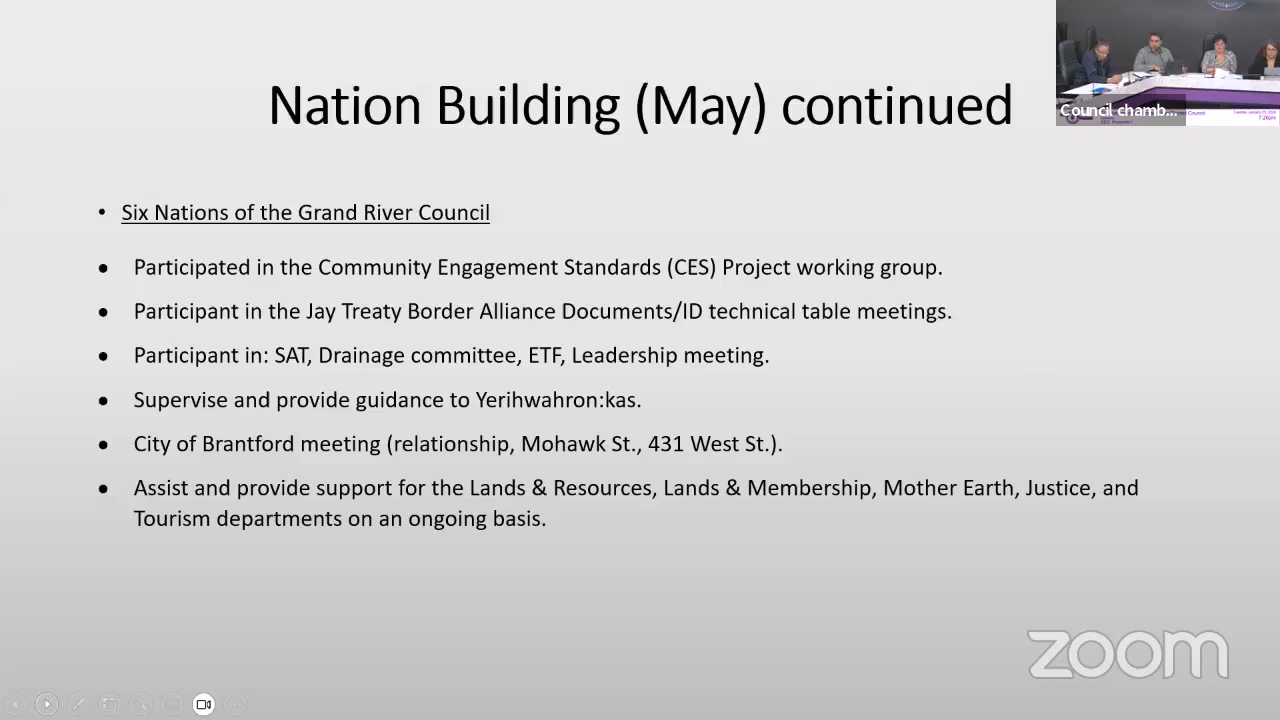 Nation Building (May) continued
Council chamb...
7.26pm
• Six Nations of the Grand River Council
• Participated in the Community Engagement Standards (CES) Project working group.
• Participant in the Jay Treaty Border Alliance Documents/ID technical table meetings.
• Participant in: SAT, Drainage committee, ETF, Leadership meeting.
• Supervise and provide guidance to Yerihwahron:kas.
• City of Brantford meeting (relationship, Mohawk St., 431 West St.).
• Assist and provide support for the Lands & Resources, Lands & Membership, Mother Earth, Justice, and
Tourism departments on an ongoing basis.
zoom